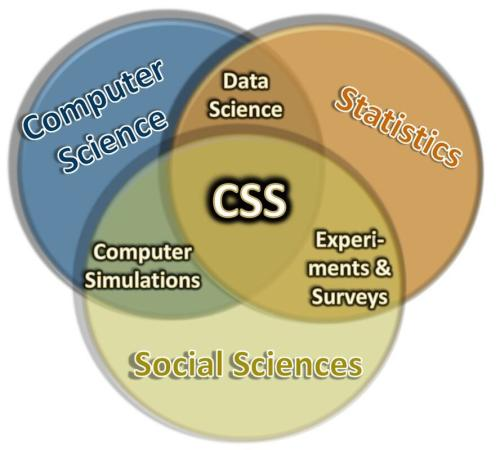 Computer
Science
Data
Science
Statistics
CSS
Computer
Simulations
Experi-
ments &
Surveys
Social Sciences